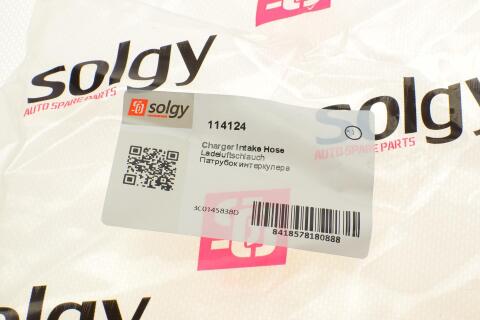 solgy
AUTO SPARE PARTS
solgy
114124
Charger Intake Hose
Ladeluftschlauch
Патрубок интеркулера
3C0145838D
8418578180888
so
AUTO SPARE PARTS
solgy
solgy